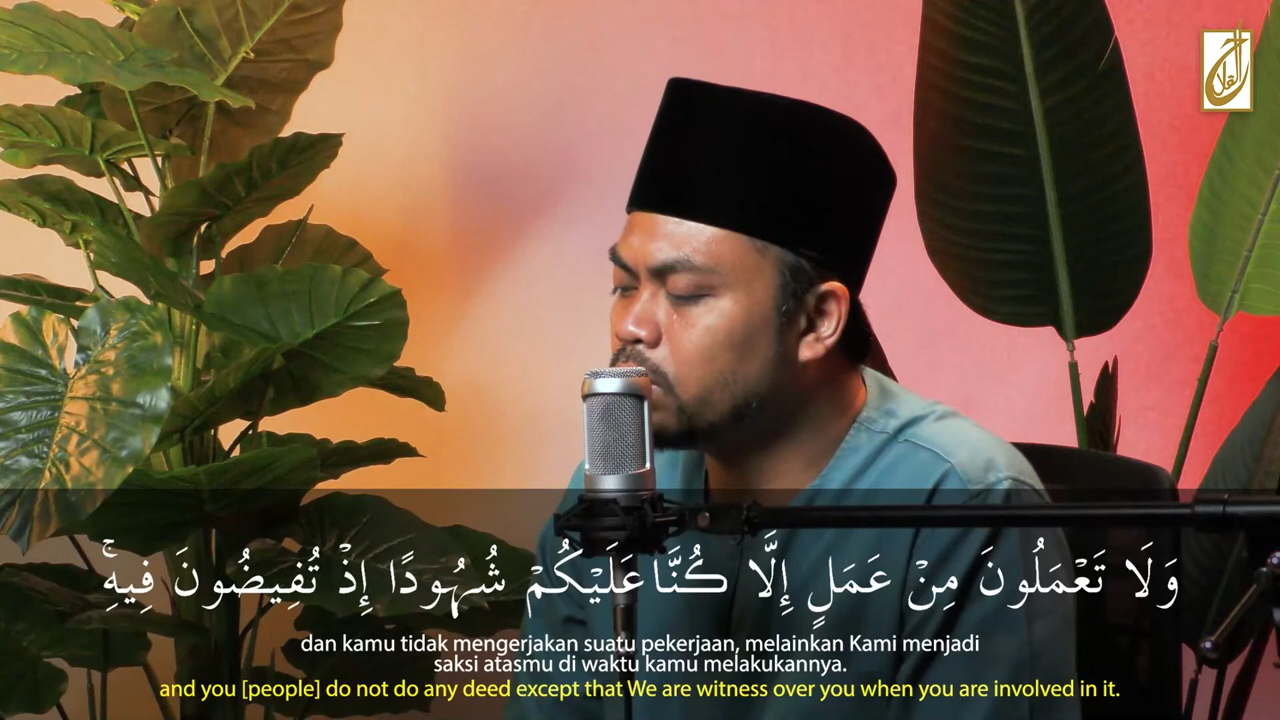 وَلَا تَعْمَلُونَ مِنْ عَمَلٍ إِلَّا كُنَّا عَلَيْكُمْ شُهُودًا إِذْ تُفِيضُونَ فِيهِۚ
dan kamu tidak mengerjakan suatu pekerjaan, melainkan Kami menjadi
saksi atasmu di waktu kamu melakukannya.
and you [people] do not do any deed except that We are witness over you when you are involved in it.